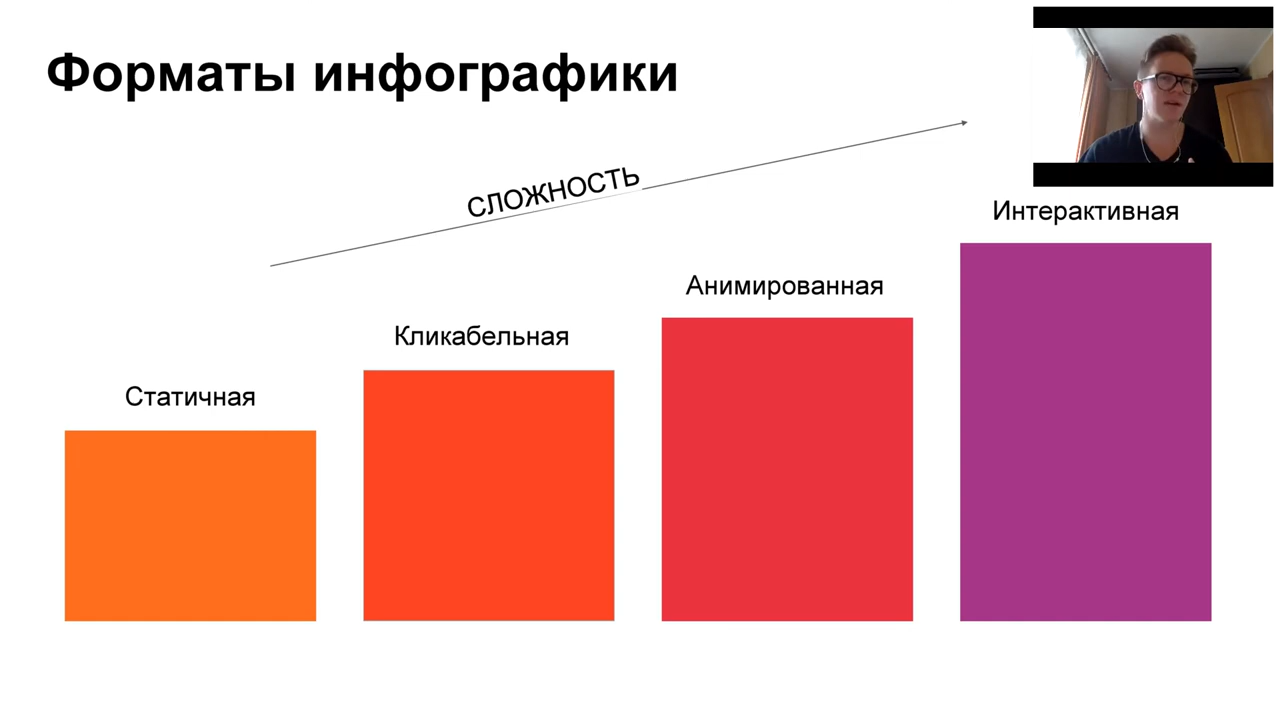 Форматы инфографики
СЛОЖНОСТЬ
Интерактивная
Анимированная
Кликабельная
Статичная